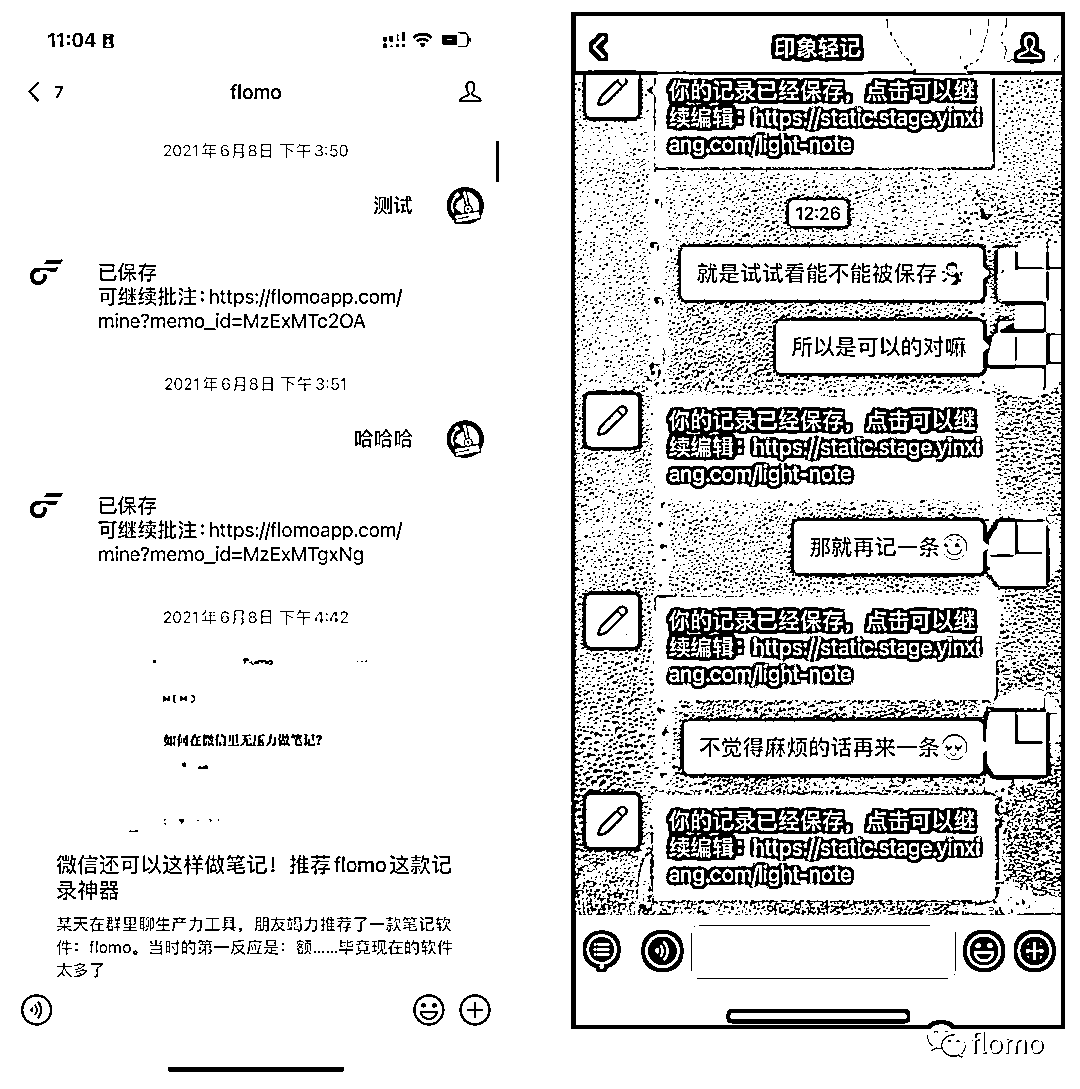 11:04
7
flomo
2021年6月8日 下午3:50
测试
已保存
可继续批注：https://flomoapp.com/
mine?memo_id=MzExMTc2OA
2021年6月8日 下午3:51
哈哈哈
已保存
可继续批注：https://flomoapp.com/
mine?memo_id=MzExMTgxNg
2021年6月8日 下午4:42
flomo
如何在微信里无压力做笔记？
微信还可以这样做笔记！推荐flomo这款记
录神器
某天在群里聊生产力工具，朋友竭力推荐了一款笔记软
件：flomo。当时的第一反应是：额......毕竟现在的软件
太多了
印象轻记
你的记录已经保存，点击可以继
续编辑：https://static.stage.yinxi
ang.com/light-note
12:26
就是试试看能不能被保存
所以是可以的对嘛
你的记录已经保存，点击可以继
续编辑：https://static.stage.yinxi
ang.com/light-note
那就再记一条
你的记录已经保存，点击可以继
续编辑：https://static.stage.yinxi
ang.com/light-note
不觉得麻烦的话再来一条
你的记录已经保存，点击可以继
续编辑：https://static.stage.yinxi
ang.com/light-note
flomo